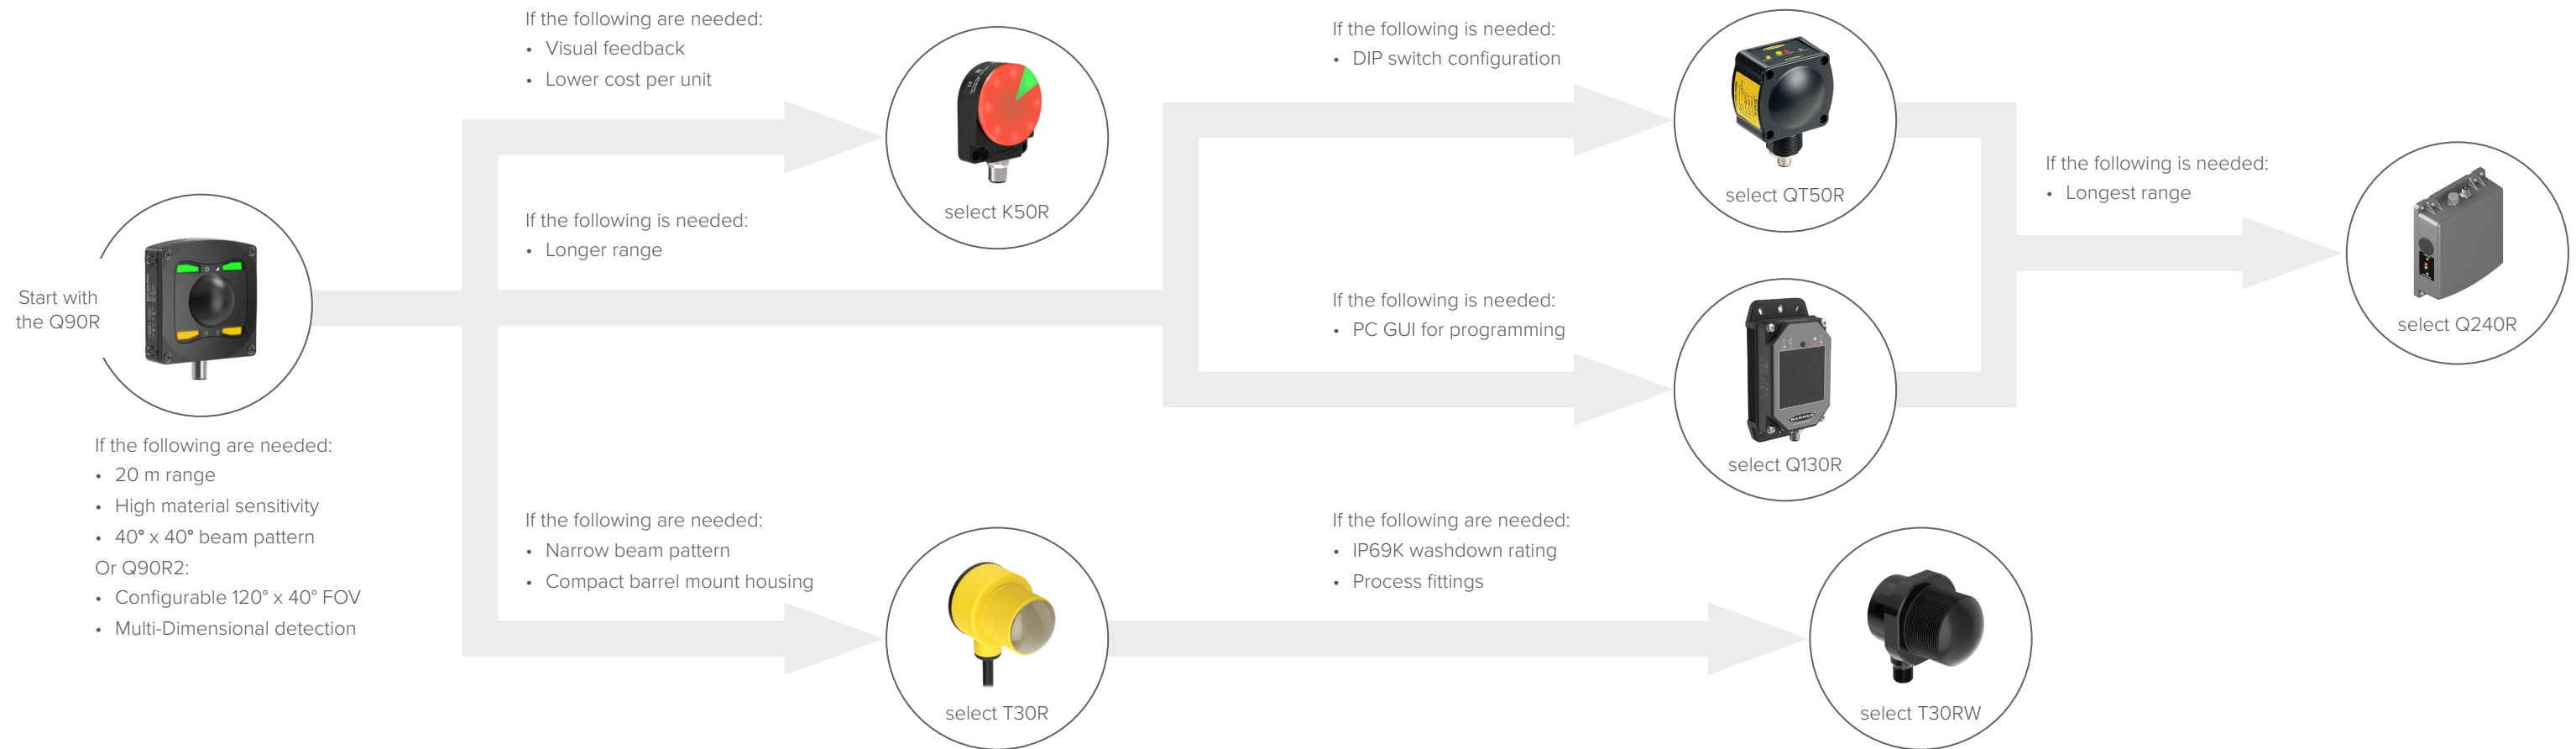 Start with
the Q90R
If the following are needed:
• 20 m range
• High material sensitivity
• 40° x 40° beam pattern
Or Q90R2:
• Configurable 120° x 40° FOV
• Multi-Dimensional detection
If the following are needed:
• Visual feedback
• Lower cost per unit
select K50R
If the following is needed:
• Longer range
If the following is needed:
• DIP switch configuration
select QT50R
If the following is needed:
• PC GUI for programming
select Q130R
If the following is needed:
• Longest range
select Q240R
If the following are needed:
• Narrow beam pattern
• Compact barrel mount housing
select T30R
If the following are needed:
• IP69K washdown rating
• Process fittings
select T30RW